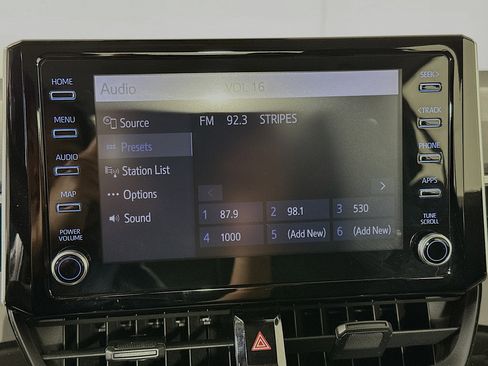 HOME
MENU
AUDIO
MAP
POWER
VOLUME
Audio
VOL 16
Source
Presets
Station List
Options
Sound
FM 92.3 STRIPES
1 87.9
2 98.1
3 530
4 1000
5 (Add New)
6 (Add New)
SEEK>
<TRACK
PHONE
APPS
TUNE
SCROLL